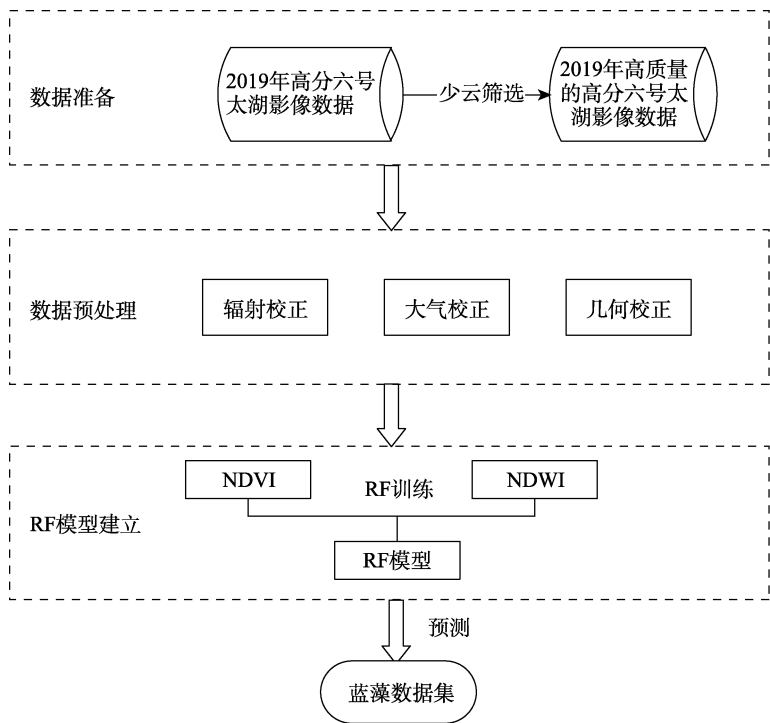 数据准备
2019年高分六号
太湖影像数据
少云筛选
2019年高质量
的高分六号太
湖影像数据
数据预处理
辐射校正
大气校正
几何校正
RF模型建立
NDVI
RF训练
NDWI
RF模型
预测
蓝藻数据集